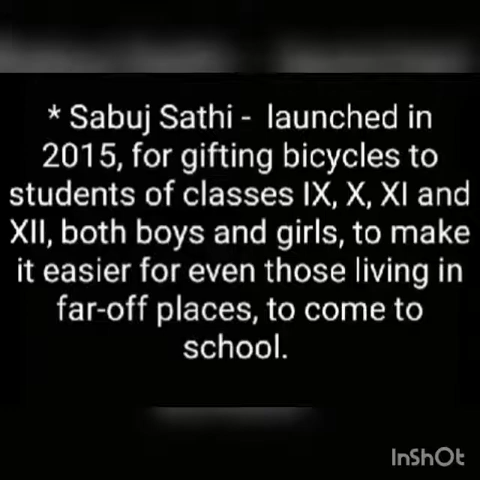 * Sabuj Sathi -  launched in
2015, for gifting bicycles to
students of classes IX, X, XI and
XII, both boys and girls, to make
it easier for even those living in
far-off places, to come to
school.
InShOt